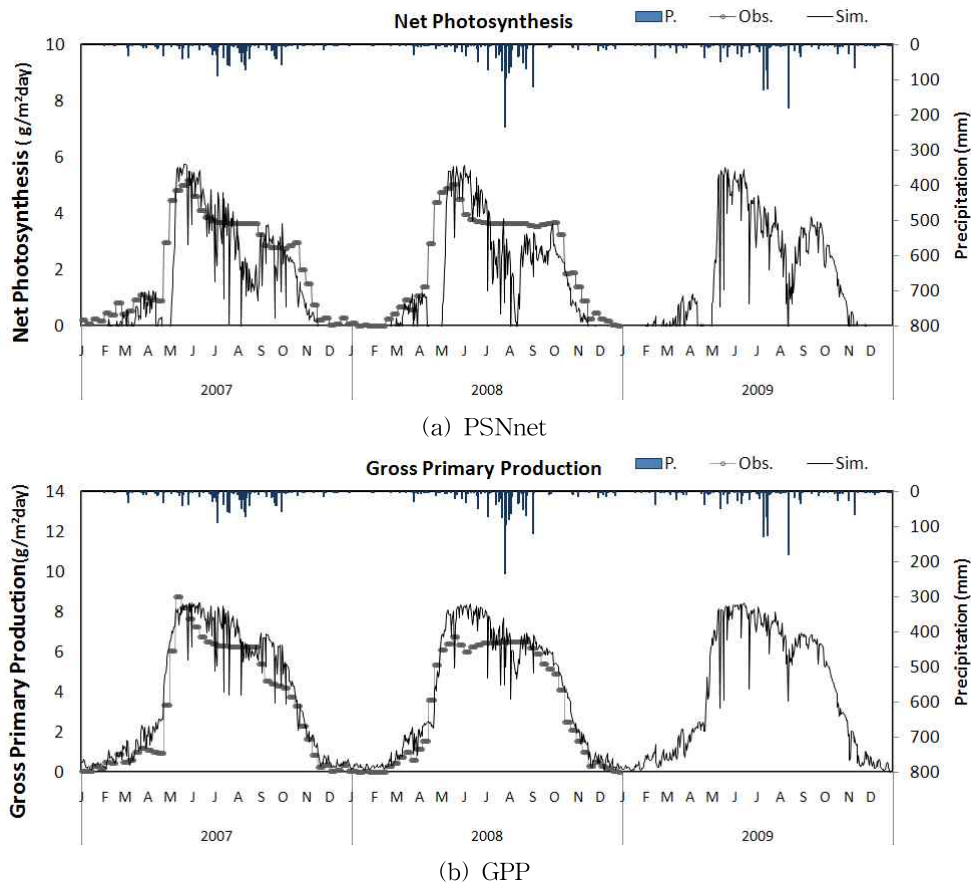 Net Photosynthesis
P. Obs. Sim.
Net Photosynthesis ( g/m²day)
10
8
6
4
2
0
0
100
200
300
400
500
600
700
800
Precipitation (mm)
J F M A M J J A S O N D J F M A M J J A S O N D J F M A M J J A S O N D
2007 2008 2009
(a) PSNnet
Gross Primary Production
P. Obs. Sim.
Gross Primary Production(g/m²day)
14
12
10
8
6
4
2
0
0
100
200
300
400
500
600
700
800
Precipitation (mm)
J F M A M J J A S O N D J F M A M J J A S O N D J F M A M J J A S O N D
2007 2008 2009
(b) GPP